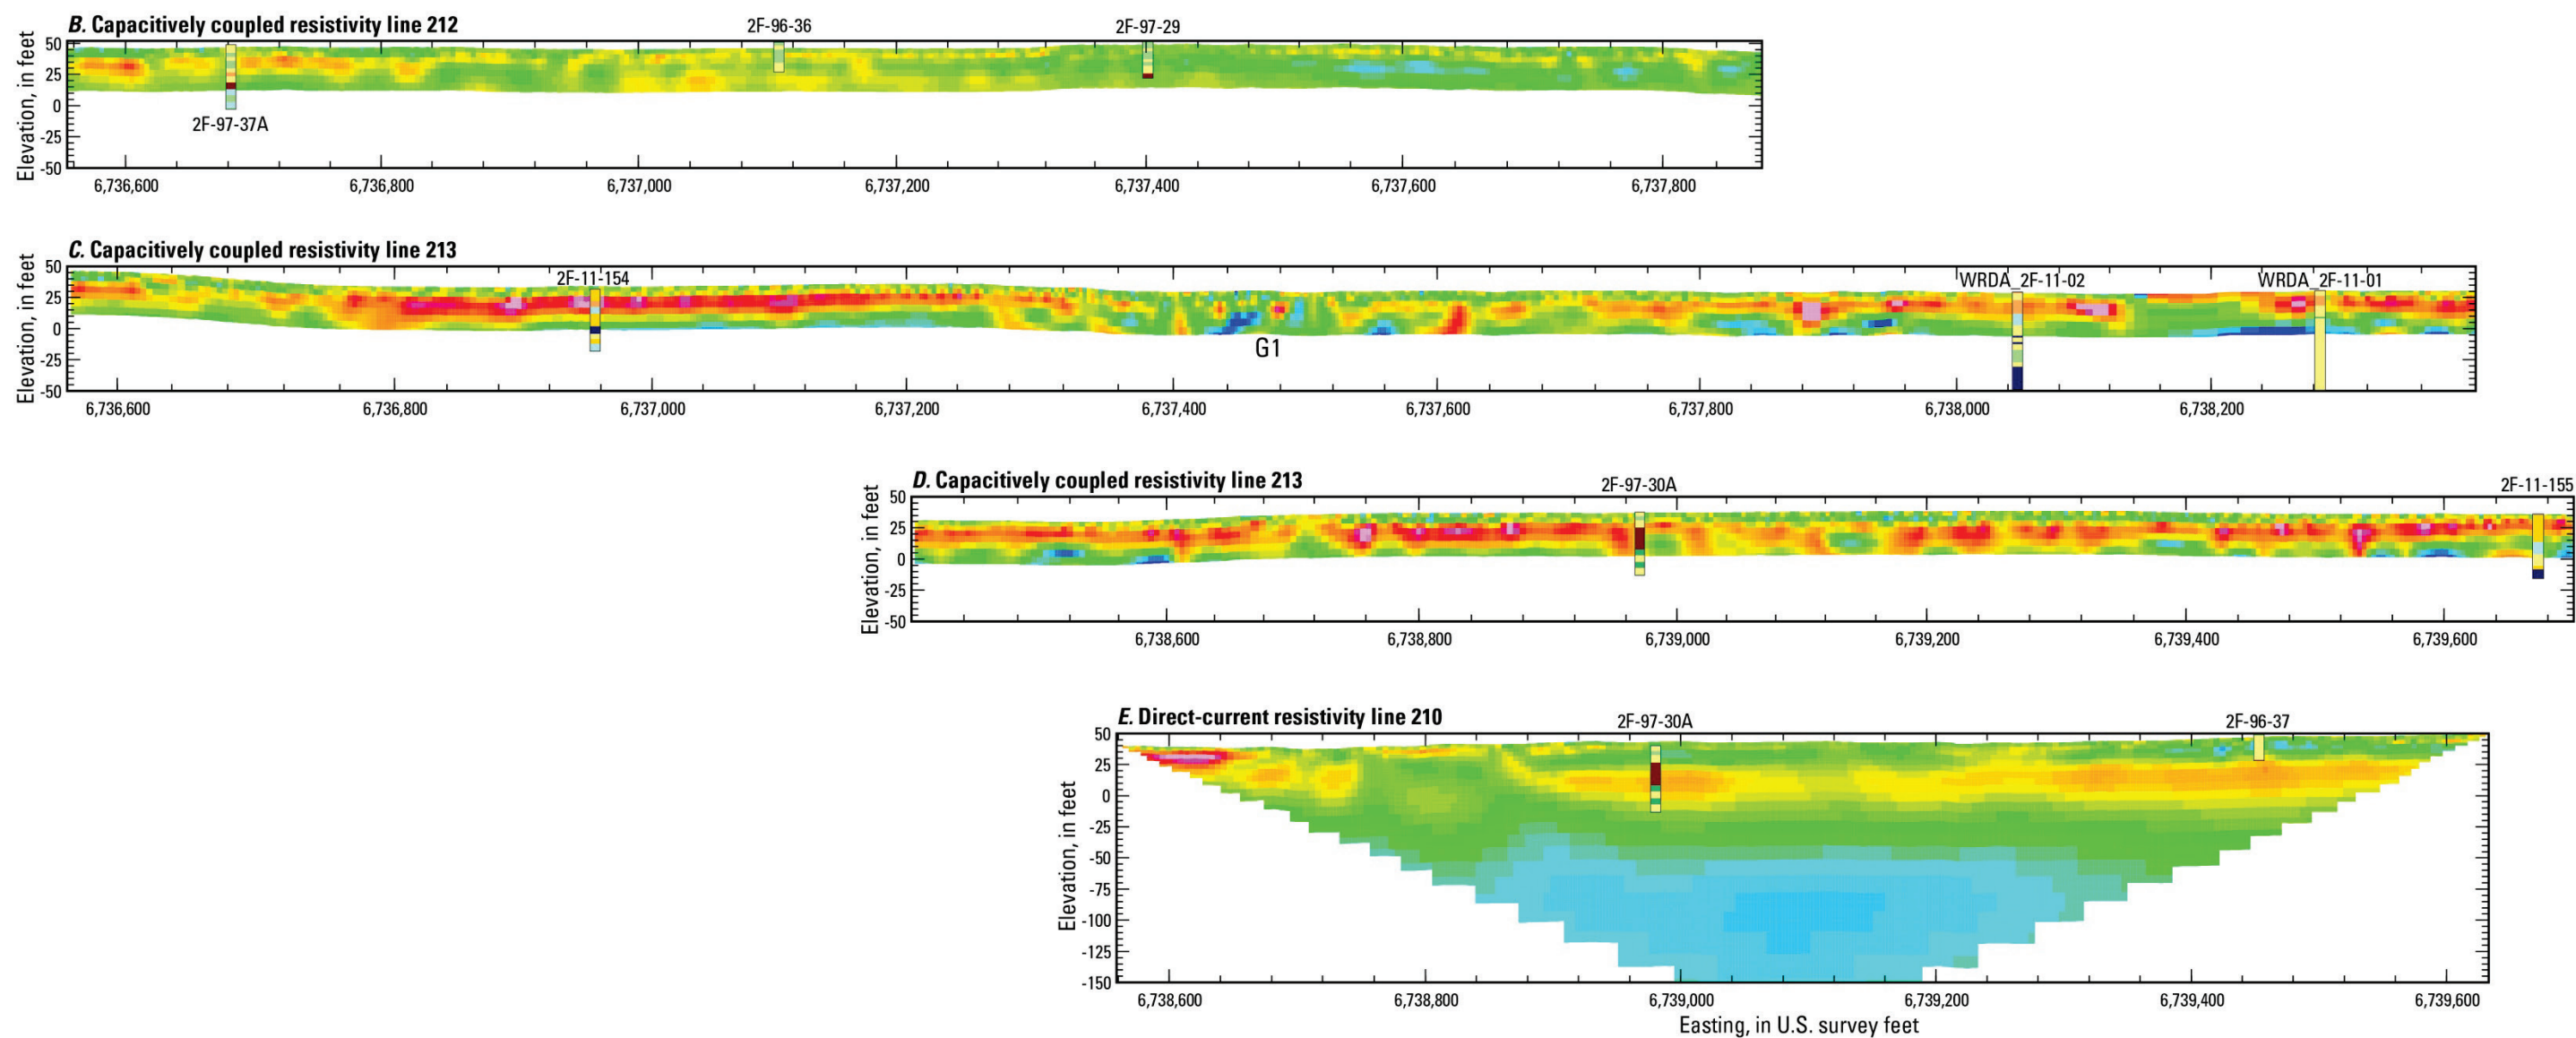 B. Capacitively coupled resistivity line 212
2F-96-36
2F-97-29
Elevation, in feet
50
25
0
-25
-50
2F-97-37A
6,736,600
6,736,800
6,737,000
6,737,200
6,737,400
6,737,600
6,737,800
C. Capacitively coupled resistivity line 213
Elevation, in feet
50
25
0
-25
-50
2F-11-154
WRDA_2F-11-02
WRDA_2F-11-01
G1
6,736,600
6,736,800
6,737,000
6,737,200
6,737,400
6,737,600
6,737,800
6,738,000
6,738,200
D. Capacitively coupled resistivity line 213
2F-97-30A
2F-11-155
Elevation, in feet
50
25
0
-25
-50
6,738,600
6,738,800
6,739,000
6,739,200
6,739,400
6,739,600
E. Direct-current resistivity line 210
2F-97-30A
2F-96-37
Elevation, in feet
50
25
0
-25
-50
-75
-100
-125
-150
6,738,600
6,738,800
6,739,000
6,739,200
6,739,400
6,739,600
Easting, in U.S. survey feet